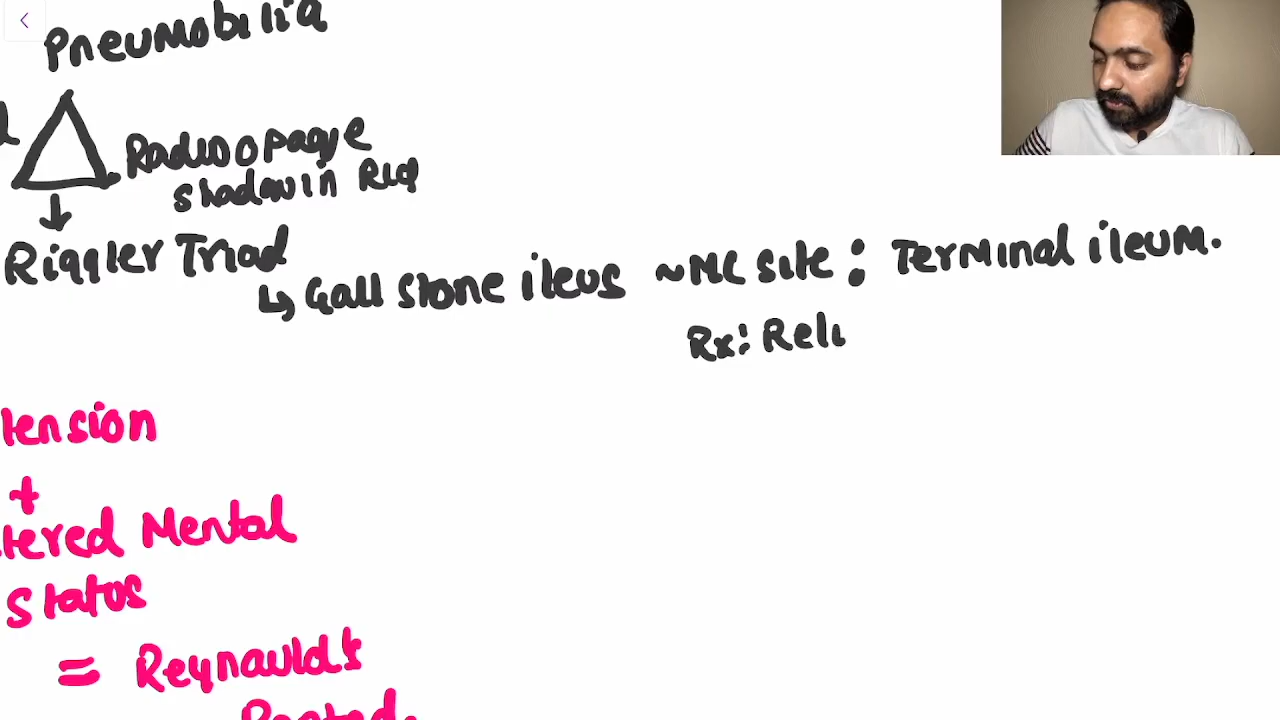 Pneumobilia
Radioopaque
Shadow in RLQ
Riggler Triad
↳ Gall stone ileus ~MC site : Terminal ileum.
Rx: Reli
tension
+
tered Mental
Status
= Reynauld's